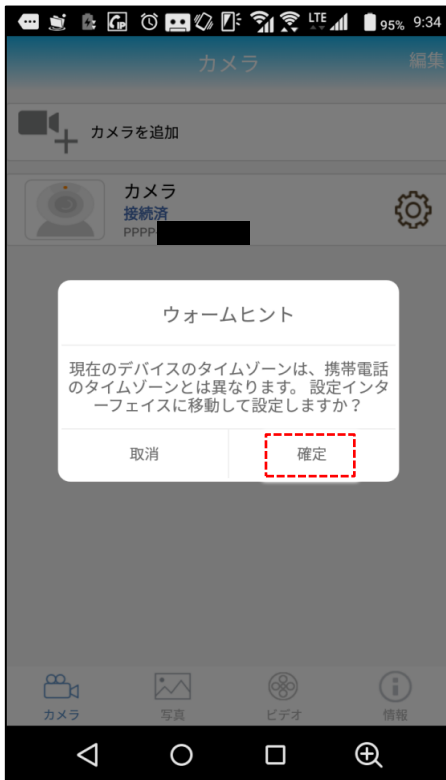 LTE 95% 9:34
カメラ 編集
カメラを追加
カメラ
接続済
PPPP-
ウォームヒント
現在のデバイスのタイムゾーンは、携帯電話
のタイムゾーンとは異なります。 設定インタ
ーフェイスに移動して設定しますか？
取消 確定
カメラ 写真 ビデオ 情報